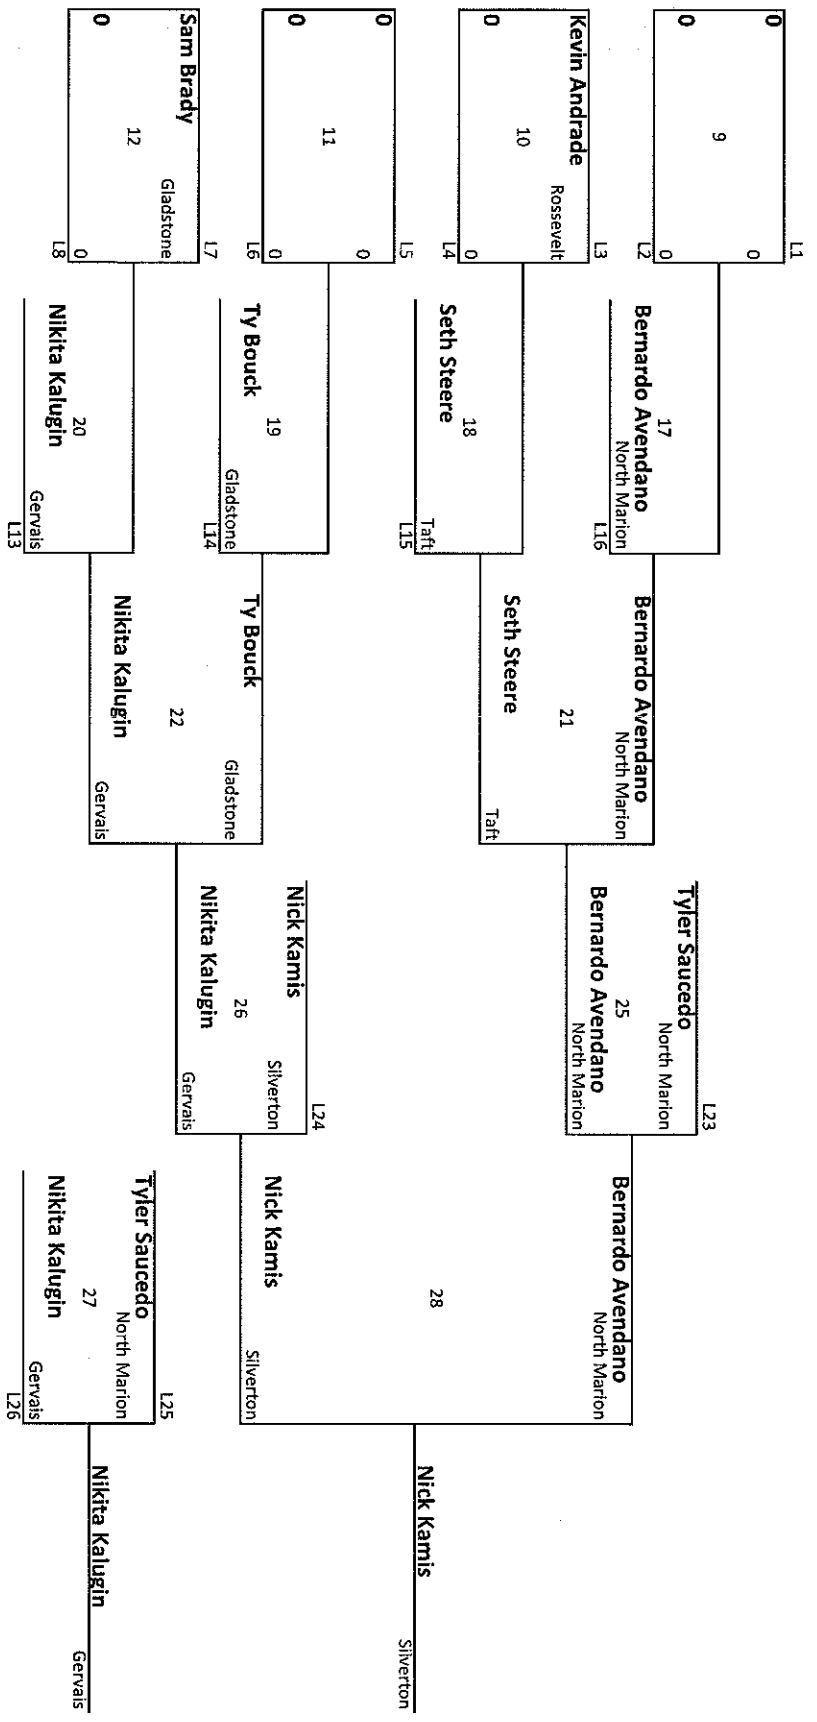 0
L1
9
0
0
L2
Kevin Andrade
Rossevelt
L3
10
0
0
L4
0
L5
11
0
0
0
L6
Sam Brady
Gladstone
L7
12
0
0
L8
17
Bernardo Avendano
North Marion
L16
18
Seth Steere
Taft
L15
19
Ty Bouck
Gladstone
L14
20
Nikita Kalugin
Gervais
L13
Bernardo Avendano
North Marion
21
Seth Steere
Taft
Ty Bouck
Gladstone
22
Nikita Kalugin
Gervais
L23
Tyler Saucedo
North Marion
25
Bernardo Avendano
North Marion
L24
Nick Kamis
Silverton
26
Nikita Kalugin
Gervais
Bernardo Avendano
North Marion
28
Nick Kamis
Silverton
L25
Tyler Saucedo
North Marion
27
Nikita Kalugin
Gervais
L26
Nick Kamis
Silverton
Nikita Kalugin
Gervais